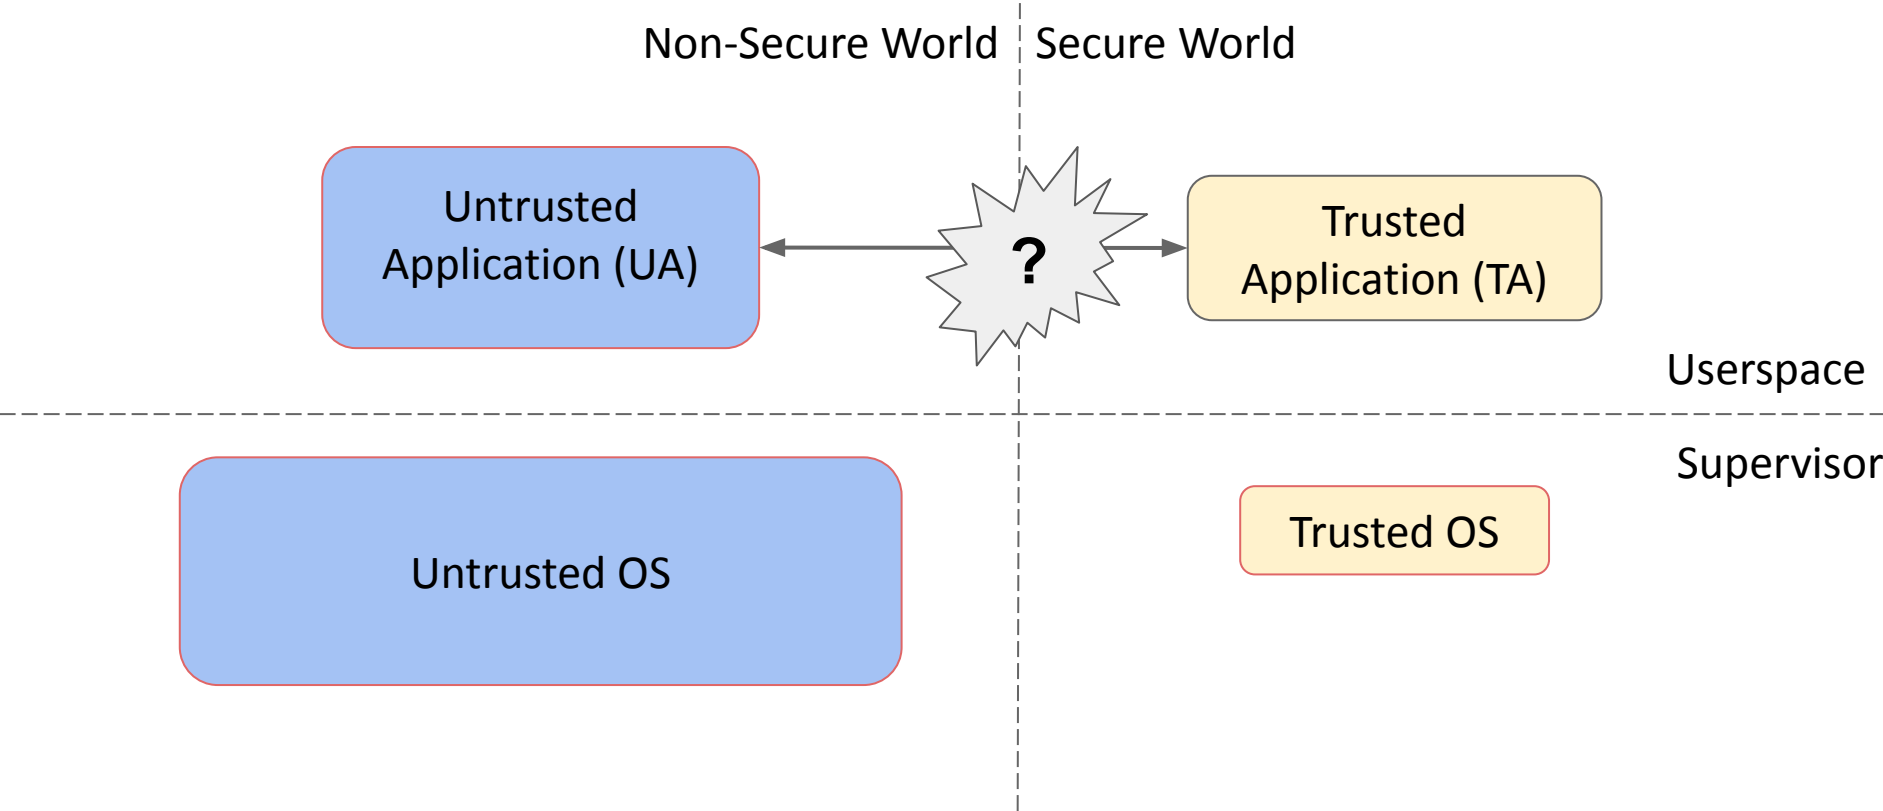 Non-Secure World
Secure World
Untrusted
Application (UA)
?
Trusted
Application (TA)
Userspace
Supervisor
Untrusted OS
Trusted OS